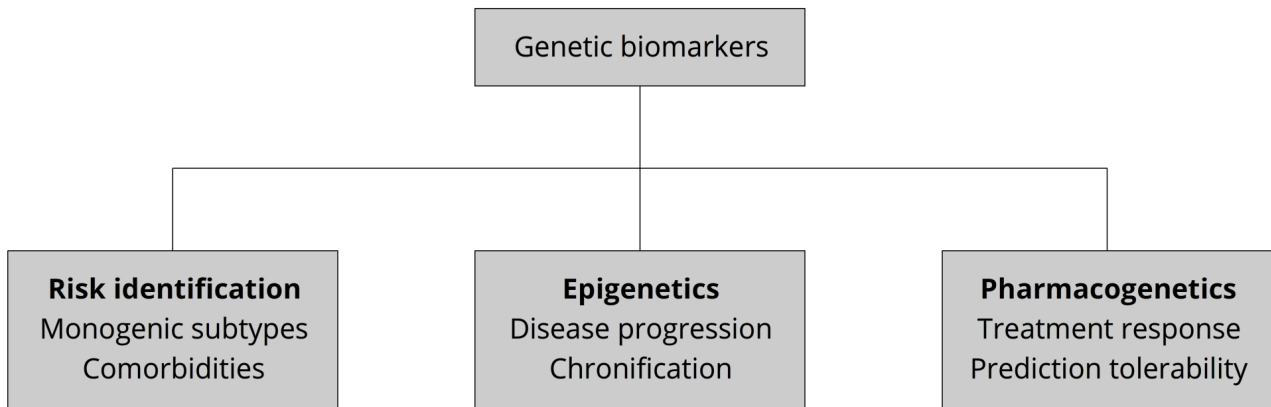 Genetic biomarkers
Risk identification
Monogenic subtypes
Comorbidities
Epigenetics
Disease progression
Chronification
Pharmacogenetics
Treatment response
Prediction tolerability